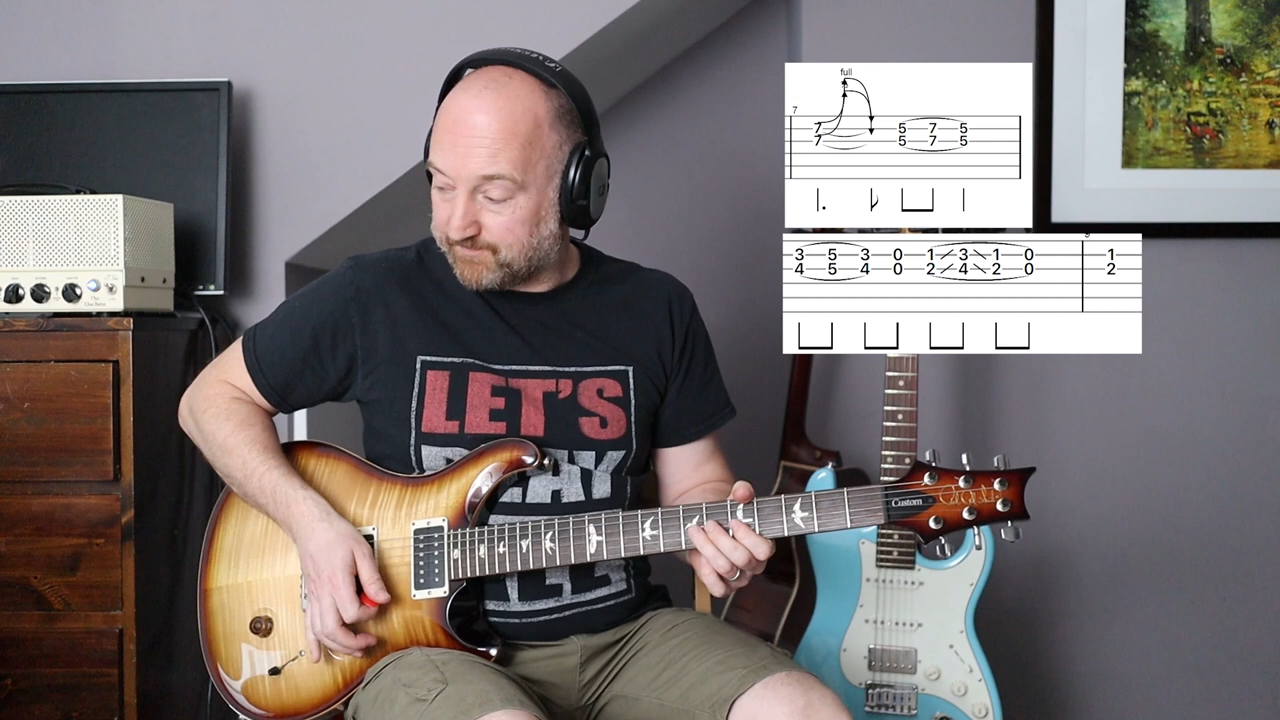 full
7
7 5 7 5
7 5 7 5
3 5 3 0 1 3 1 0 1
4 5 4 0 2 4 2 0 2
LET'S
PLAY
Custom